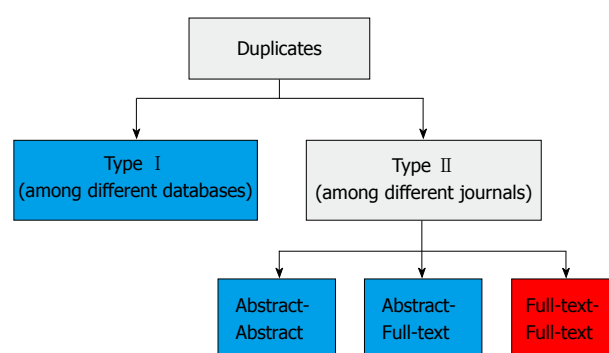 Duplicates
Type Ⅰ
(among different databases)
Type Ⅱ
(among different journals)
Abstract-
Abstract
Abstract-
Full-text
Full-text-
Full-text